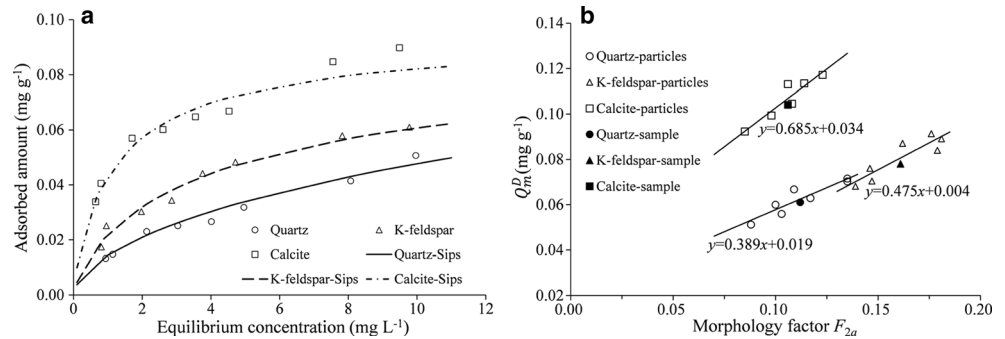 a
0.10
0.08
0.06
0.04
0.02
0.00
0
2
4
6
8
10
12
Adsorbed amount (mg g⁻¹)
Equilibrium concentration (mg L⁻¹)
Quartz
K-feldspar
Calcite
Quartz-Sips
K-feldspar-Sips
Calcite-Sips
b
0.14
0.12
0.10
0.08
0.06
0.04
0.02
0.00
0.05
0.10
0.15
0.20
Q_m^D (mg g⁻¹)
Morphology factor F₂ₐ
Quartz-particles
K-feldspar-particles
Calcite-particles
Quartz-sample
K-feldspar-sample
Calcite-sample
y=0.685x+0.034
y=0.475x+0.004
y=0.389x+0.019